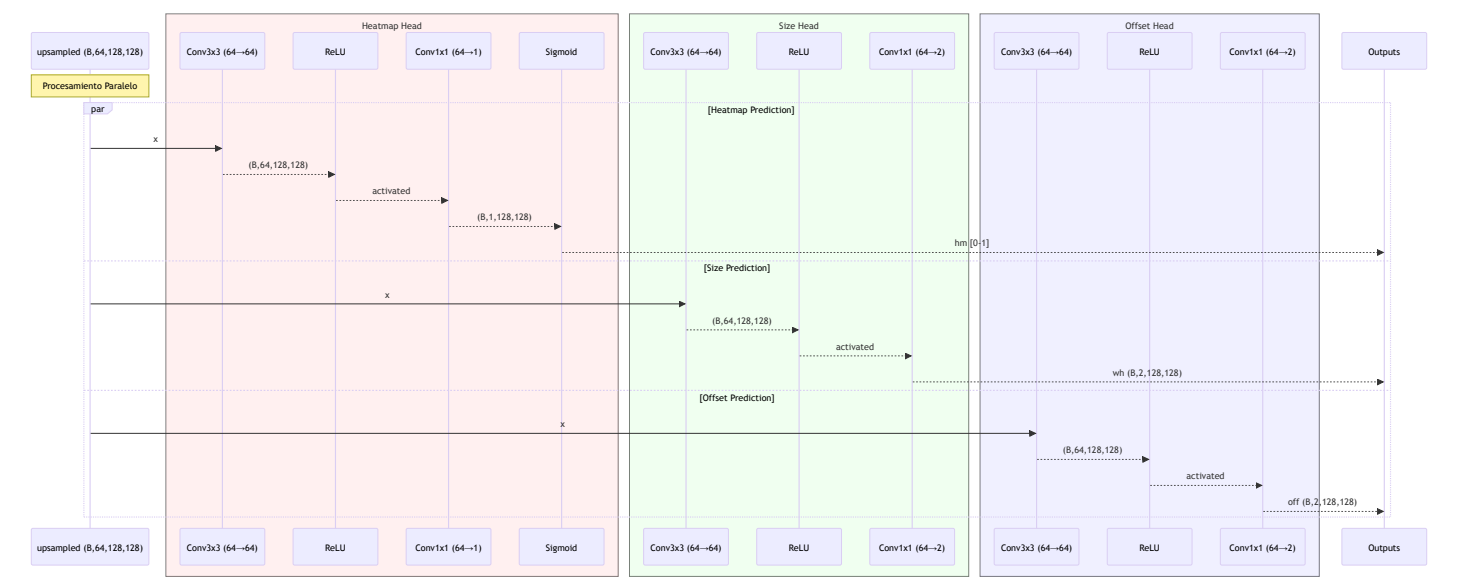 Heatmap Head
Size Head
Offset Head
upsampled (B,64,128,128)
Conv3x3 (64→64)
ReLU
Conv1x1 (64→1)
Sigmoid
Conv3x3 (64→64)
ReLU
Conv1x1 (64→2)
Conv3x3 (64→64)
ReLU
Conv1x1 (64→2)
Outputs
Procesamiento Paralelo
par
[Heatmap Prediction]
x
(B,64,128,128)
activated
(B,1,128,128)
hm [0-1]
[Size Prediction]
x
(B,64,128,128)
activated
wh (B,2,128,128)
[Offset Prediction]
x
(B,64,128,128)
activated
off (B,2,128,128)
upsampled (B,64,128,128)
Conv3x3 (64→64)
ReLU
Conv1x1 (64→1)
Sigmoid
Conv3x3 (64→64)
ReLU
Conv1x1 (64→2)
Conv3x3 (64→64)
ReLU
Conv1x1 (64→2)
Outputs